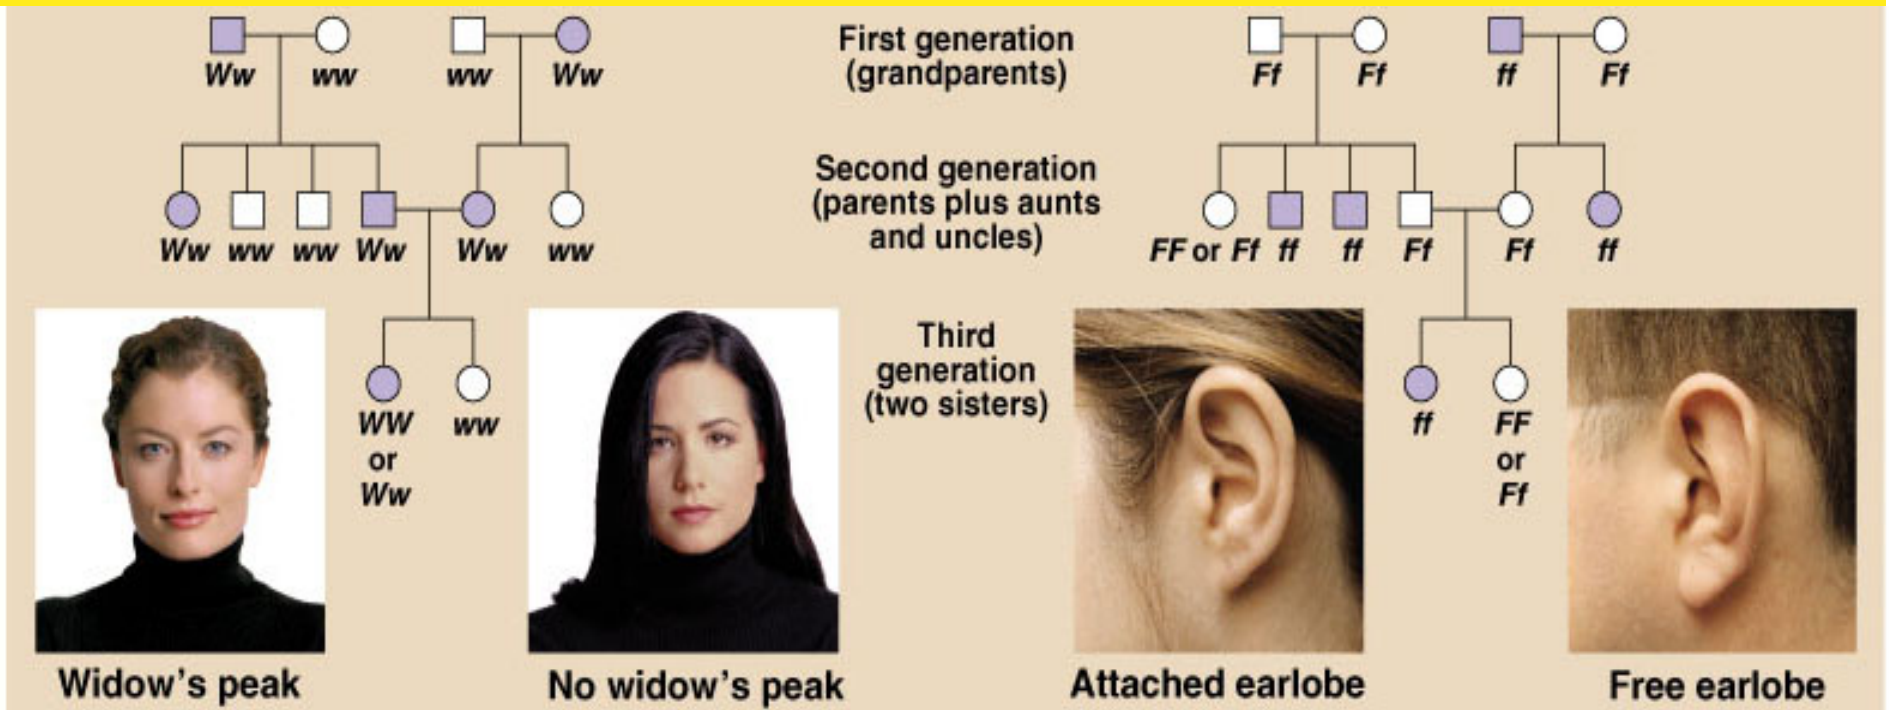 Ww ww ww Ww
First generation
(grandparents)
Ff Ff ff Ff
Ww ww ww Ww Ww ww
Second generation
(parents plus aunts
and uncles)
FF or Ff ff ff Ff Ff ff
WW
or
Ww
ww
Third
generation
(two sisters)
ff
FF
or
Ff
Widow's peak
No widow's peak
Attached earlobe
Free earlobe